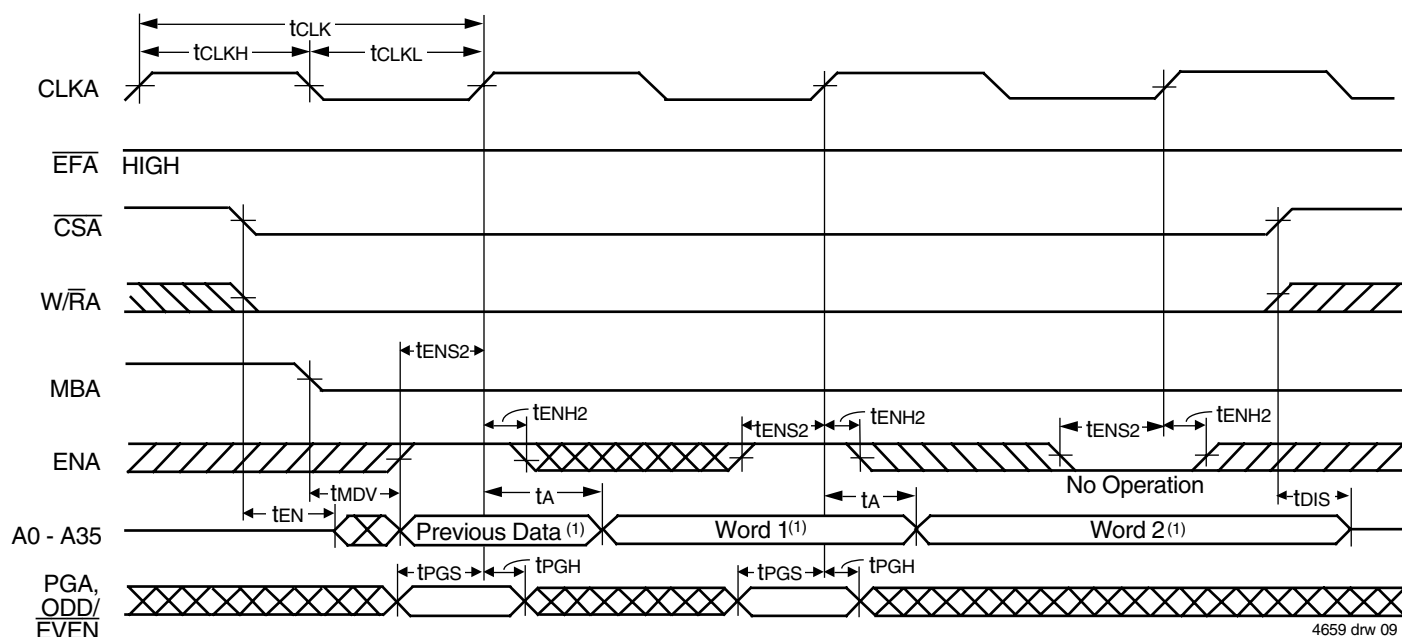 tCLK
tCLKH
tCLKL
CLKA
EFA HIGH
CSA
W/RA
tENS2
MBA
tENH2
tENS2
tENH2
tENS2
tENH2
ENA
No Operation
tMDV
tA
tA
tEN
tDIS
A0 - A35
Previous Data (1)
Word 1(1)
Word 2(1)
tPGS
tPGH
tPGS
tPGH
PGA,
ODD/
EVEN
4659 drw 09